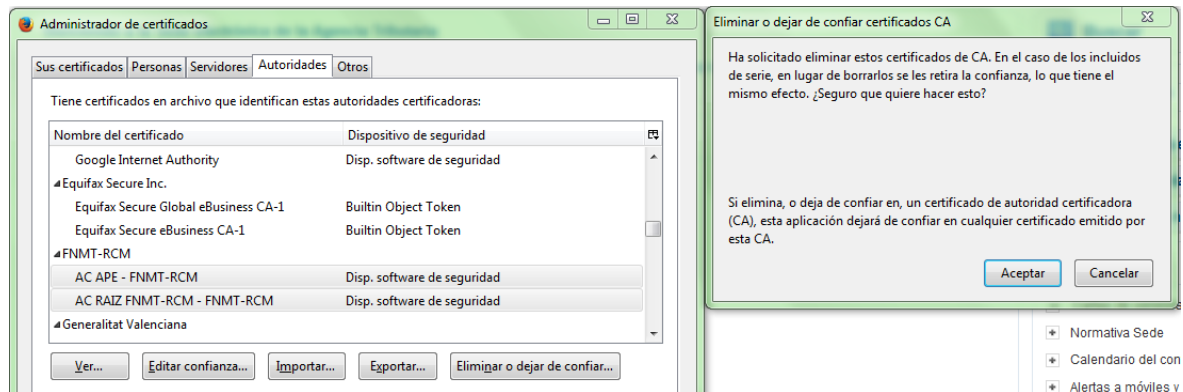 Administrador de certificados
Sus certificados Personas Servidores Autoridades Otros
Tiene certificados en archivo que identifican estas autoridades certificadoras:
Nombre del certificado Dispositivo de seguridad
Google Internet Authority Disp. software de seguridad
Equifax Secure Inc.
Equifax Secure Global eBusiness CA-1 Builtin Object Token
Equifax Secure eBusiness CA-1 Builtin Object Token
FNMT-RCM
AC APE - FNMT-RCM Disp. software de seguridad
AC RAIZ FNMT-RCM - FNMT-RCM Disp. software de seguridad
Generalitat Valenciana
Ver... Editar confianza... Importar... Exportar... Eliminar o dejar de confiar...
Eliminar o dejar de confiar certificados CA
Ha solicitado eliminar estos certificados de CA. En el caso de los incluidos
de serie, en lugar de borrarlos se les retira la confianza, lo que tiene el
mismo efecto. ¿Seguro que quiere hacer esto?
Si elimina, o deja de confiar en, un certificado de autoridad certificadora
(CA), esta aplicación dejará de confiar en cualquier certificado emitido por
esta CA.
Aceptar Cancelar
Normativa Sede
Calendario del con
Alertas a móviles y